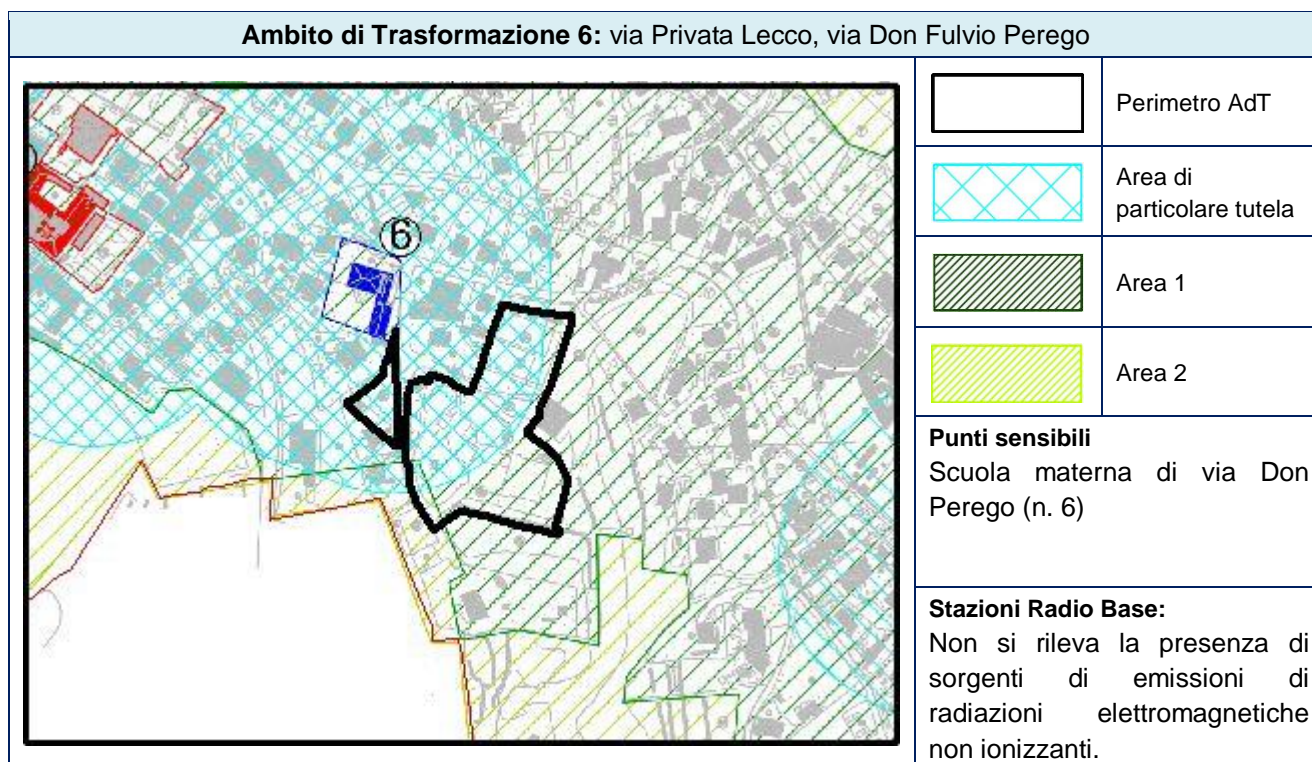 Ambito di Trasformazione 6: via Privata Lecco, via Don Fulvio Perego
6
Perimetro AdT
Area di
particolare tutela
Area 1
Area 2
Punti sensibili
Scuola materna di via Don
Perego (n. 6)
Stazioni Radio Base:
Non si rileva la presenza di
sorgenti di emissioni di
radiazioni elettromagnetiche
non ionizzanti.